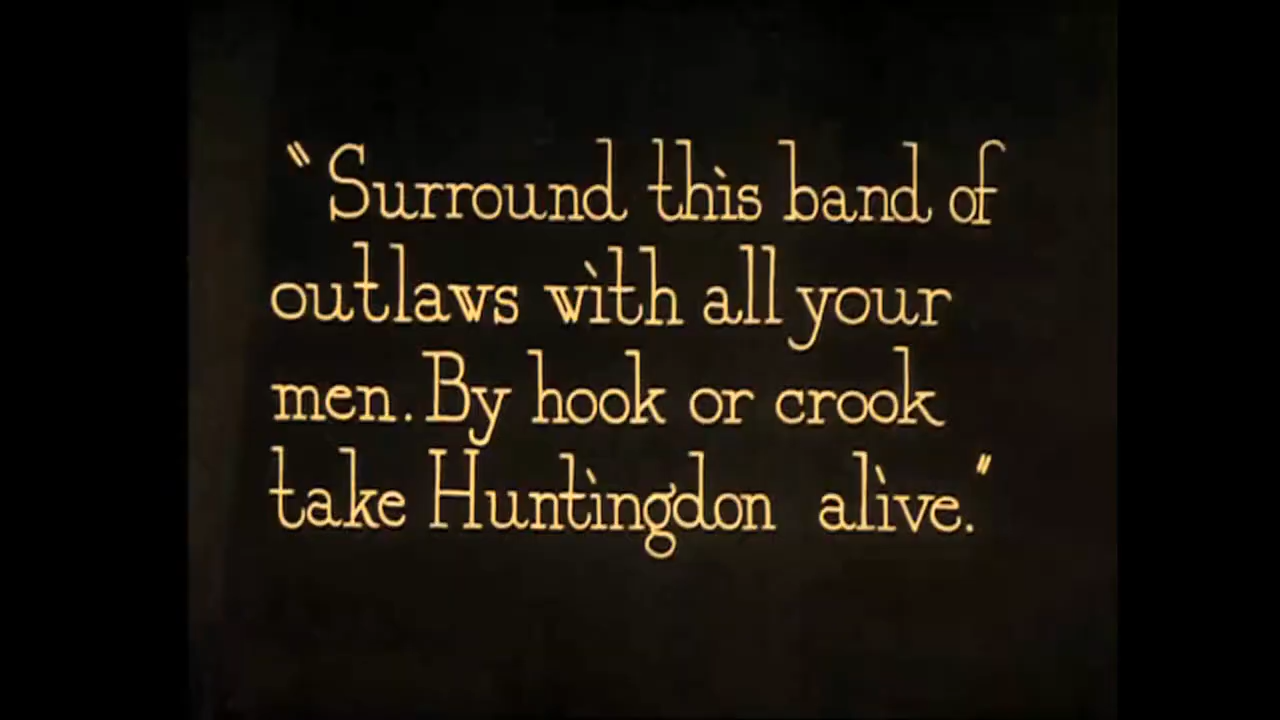 "Surround this band of
outlaws with all your
men. By hook or crook
take Huntingdon alive."